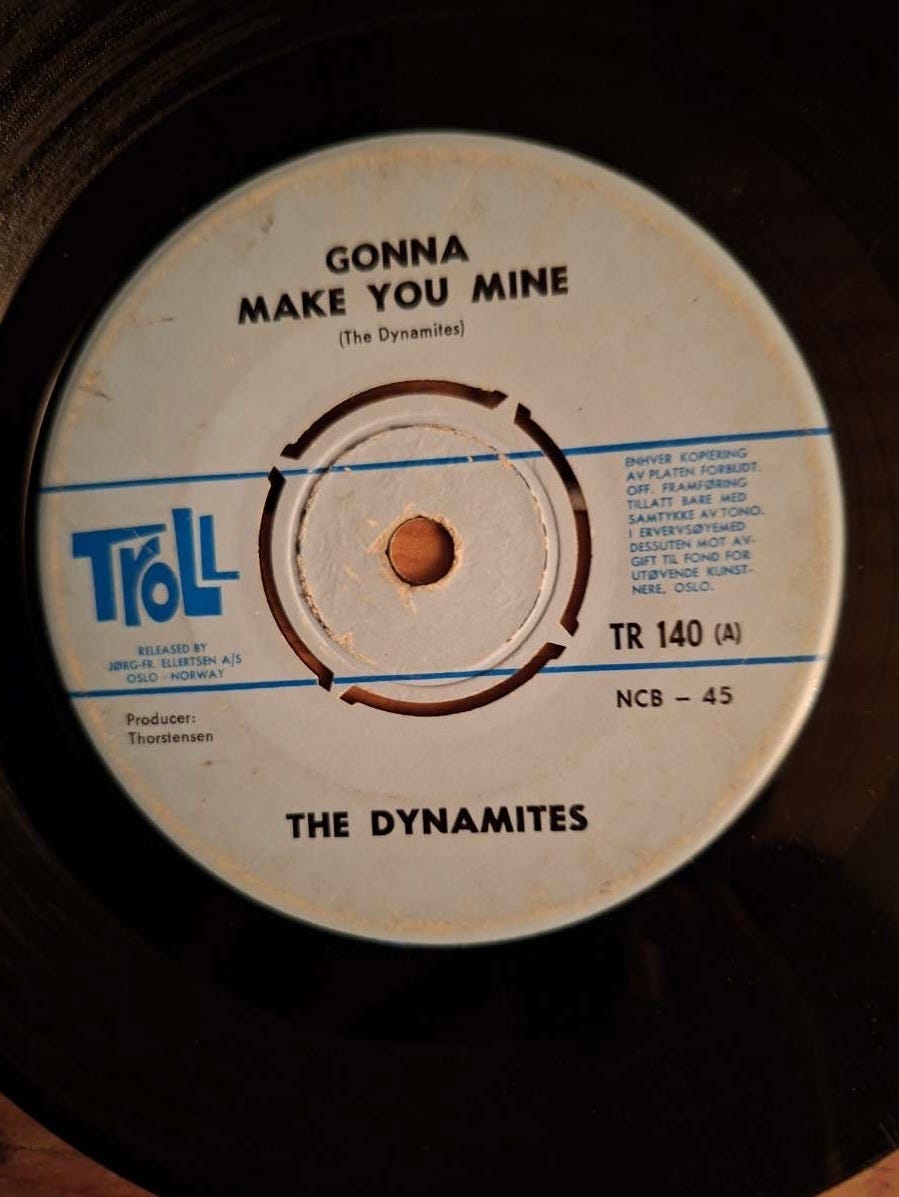 GONNA
MAKE YOU MINE
(The Dynamites)
TROLL
RELEASED BY
JØRG-FR. ELLERTSEN A/S
OSLO - NORWAY
ENHVER KOPIERING
AV PLATEN FORBUDT.
OFF. FRAMFØRING
TILLATT BARE MED
SAMTYKKE AV TONO.
I ERVERVSØYEMED
DESSUTEN MOT AV-
GIFT TIL FOND FOR
UTØVENDE KUNST-
NERE, OSLO.
TR 140 (A)
NCB – 45
Producer:
Thorstensen
THE DYNAMITES